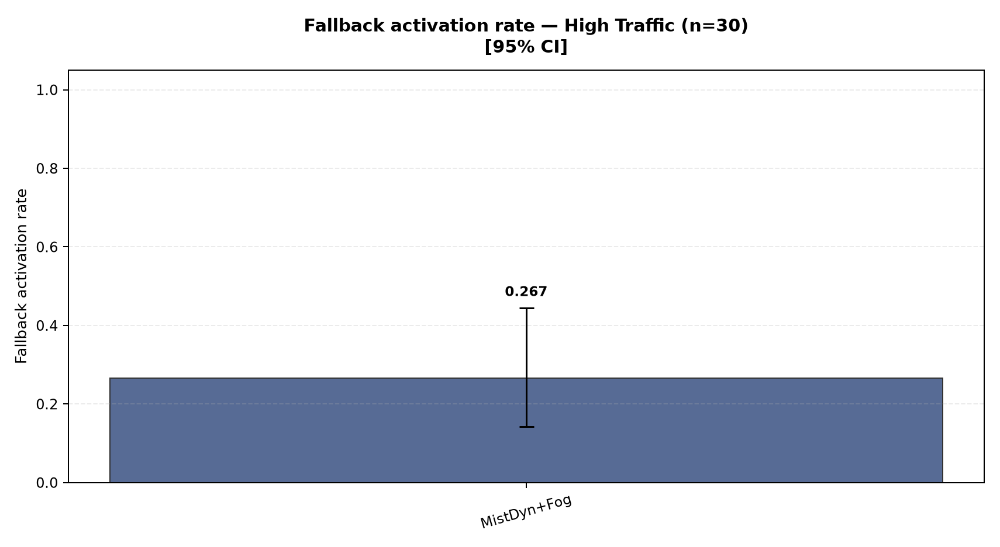 Fallback activation rate — High Traffic (n=30)
[95% CI]
Fallback activation rate
1.0
0.8
0.6
0.4
0.2
0.0
0.267
MistDyn+Fog